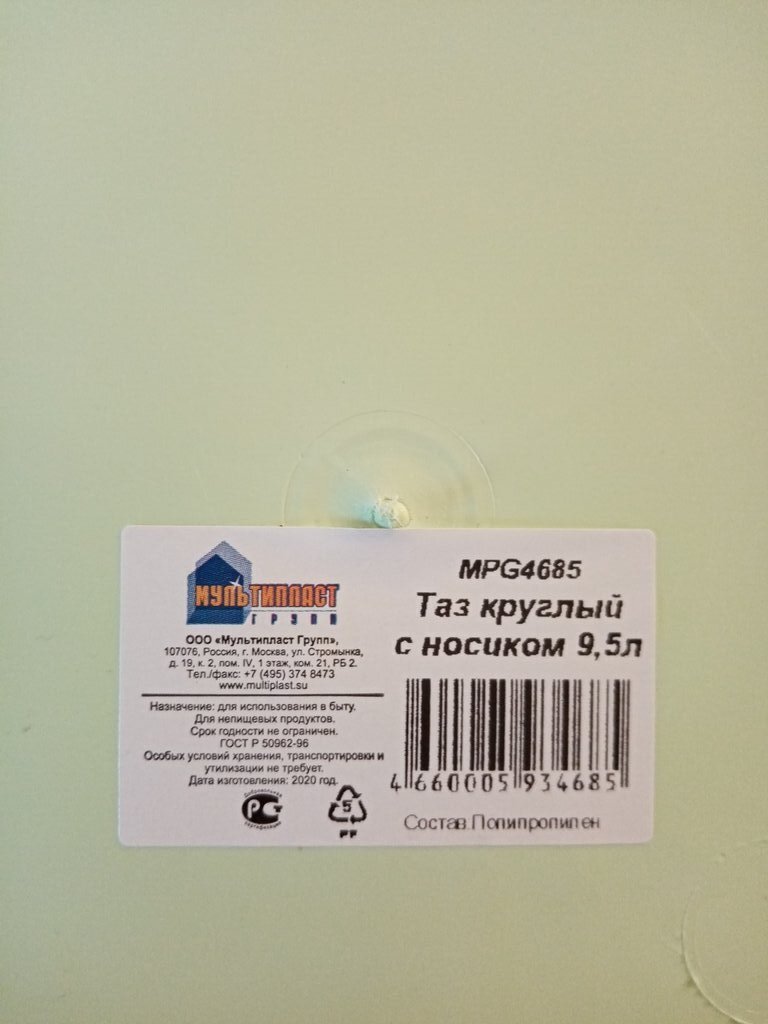 МУЛЬТИПЛАСТ
ГРУПП
ООО «Мультипласт Групп»,
107076, Россия, г. Москва, ул. Стромынка,
д. 19, к. 2, пом. IV, 1 этаж, ком. 21, РБ 2.
Тел./факс: +7 (495) 374 8473
www.multiplast.su
Назначение: для использования в быту.
Для непищевых продуктов.
Срок годности не ограничен.
ГОСТ Р 50962-96
Особых условий хранения, транспортировки и
утилизации не требует.
Дата изготовления: 2020 год.
Добровольная
РСТ
сертификация
5
PP
MPG4685
Таз круглый
с носиком 9,5л
4 660005 934685
Состав:Полипропилен